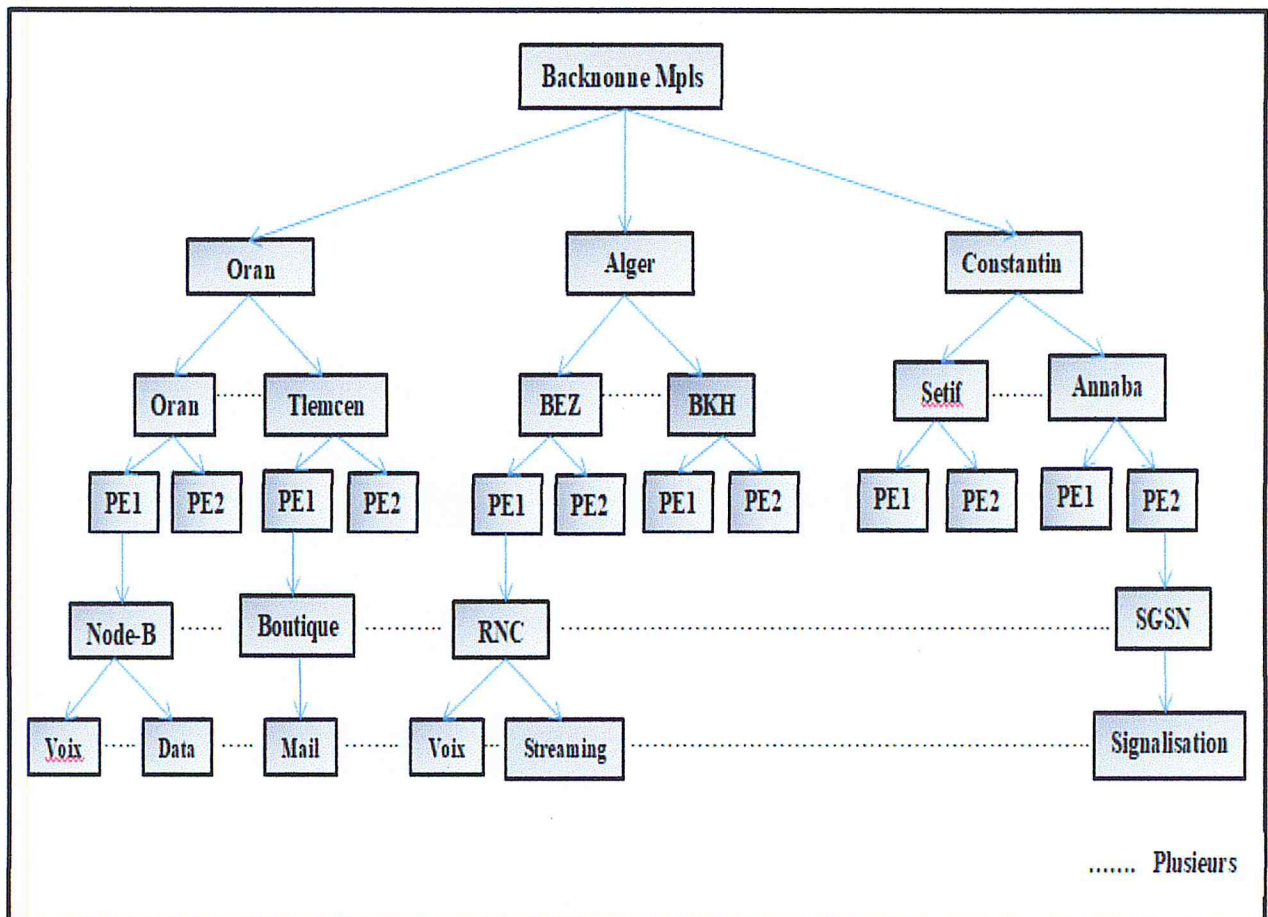 Backnonne Mpls
Oran
Alger
Constantin
Oran
Tlemcen
BEZ
BKH
Setif
Annaba
PE1
PE2
PE1
PE2
PE1
PE2
PE1
PE2
PE1
PE2
PE1
PE2
Node-B
Boutique
RNC
SGSN
Voix
Data
Mail
Voix
Streaming
Signalisation
....... Plusieurs